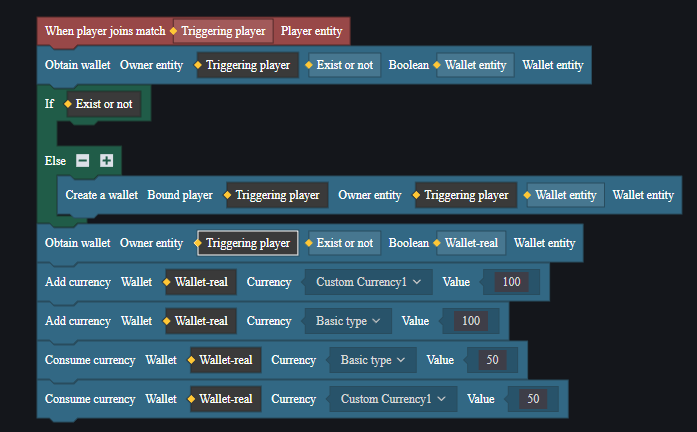 When player joins match Triggering player Player entity
Obtain wallet Owner entity Triggering player Exist or not Boolean Wallet entity Wallet entity
If Exist or not
Else
Create a wallet Bound player Triggering player Owner entity Triggering player Wallet entity Wallet entity
Obtain wallet Owner entity Triggering player Exist or not Boolean Wallet-real Wallet entity
Add currency Wallet Wallet-real Currency Custom Currency1 Value 100
Add currency Wallet Wallet-real Currency Basic type Value 100
Consume currency Wallet Wallet-real Currency Basic type Value 50
Consume currency Wallet Wallet-real Currency Custom Currency1 Value 50